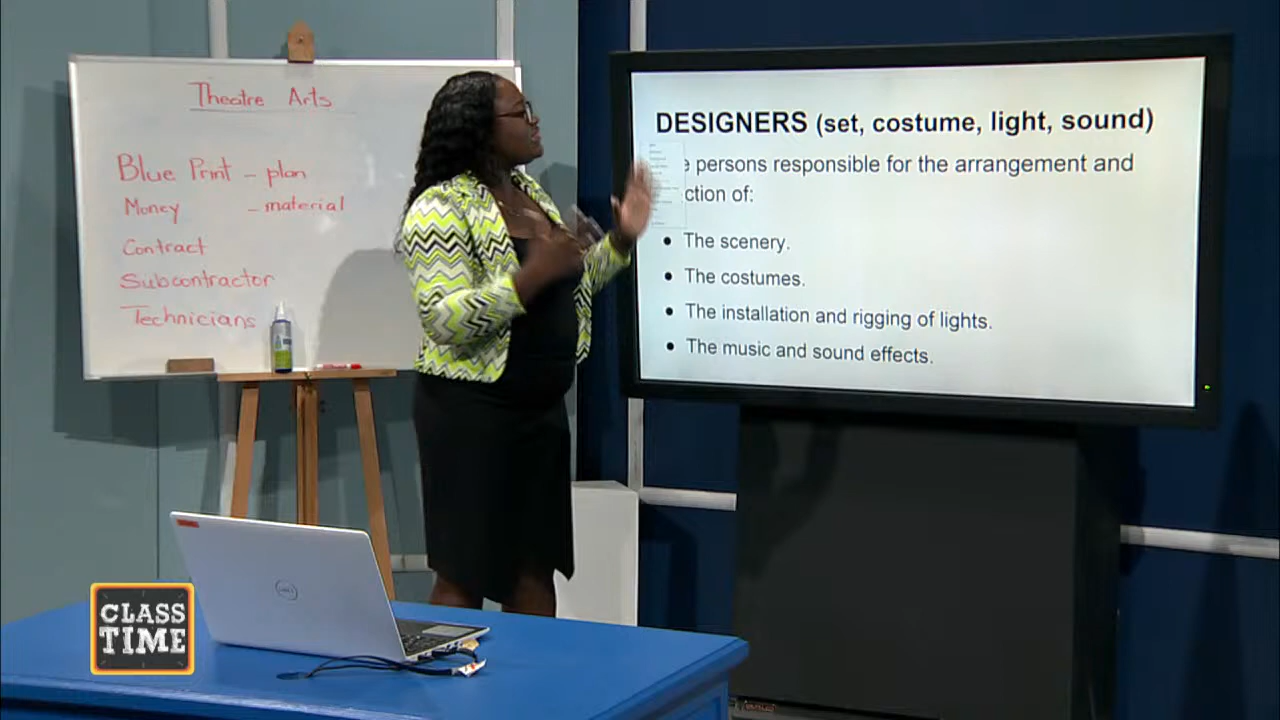 Theatre Arts
Blue Print - plan
Money - material
Contract
Subcontractor
Technicians
DESIGNERS (set, costume, light, sound)
persons responsible for the arrangement and
ction of:
• The scenery.
• The costumes.
• The installation and rigging of lights.
• The music and sound effects.
DELL
CLASS
TIME